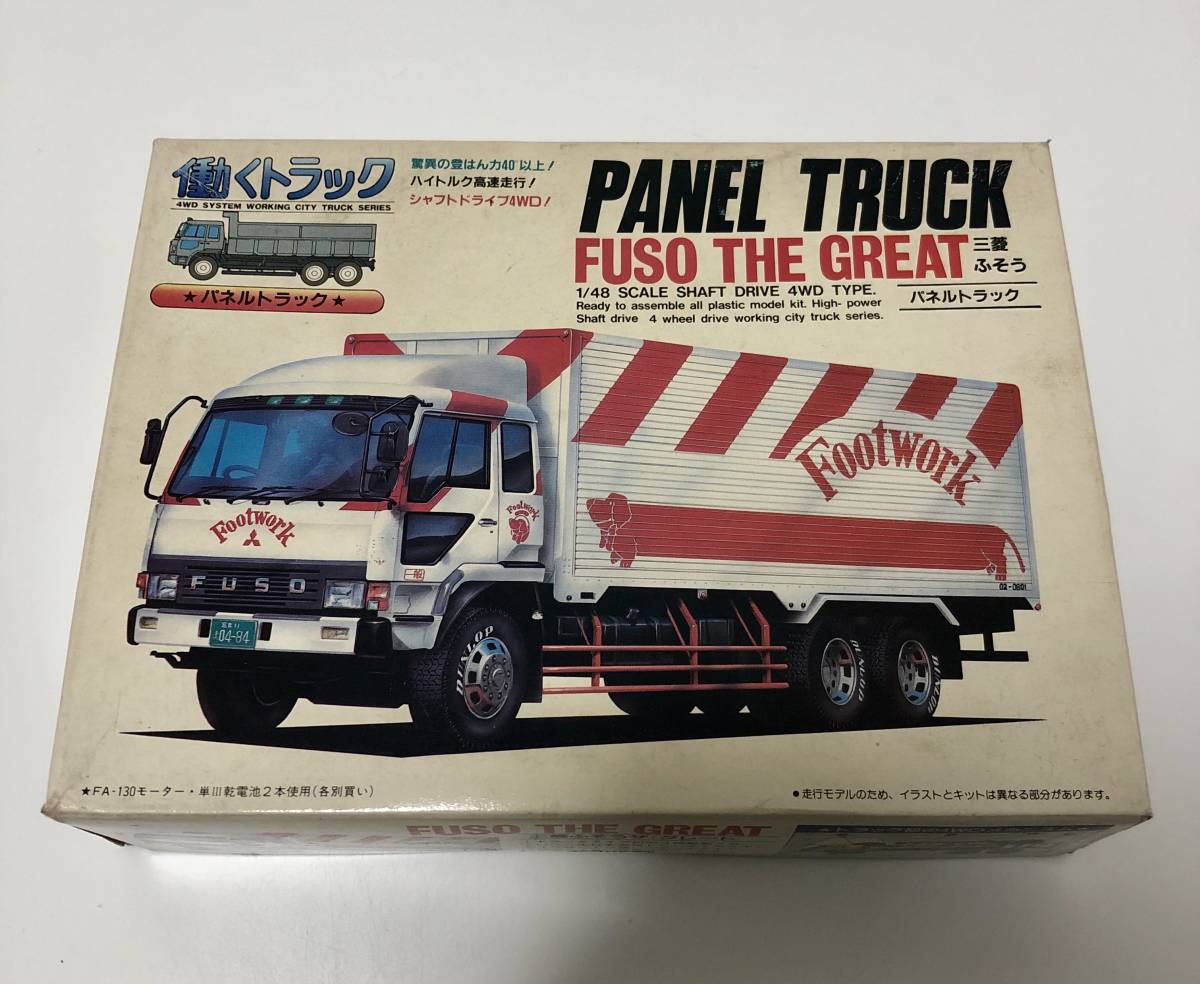 働くトラック
4WD SYSTEM WORKING CITY TRUCK SERIES
★パネルトラック★
驚異の登はん力40°以上!
ハイトルク高速走行!
シャフトドライブ4WD!
PANEL TRUCK
FUSO THE GREAT
三菱
ふそう
1/48 SCALE SHAFT DRIVE 4WD TYPE.
Ready to assemble all plastic model kit. High- power
Shaft drive 4 wheel drive working city truck series.
パネルトラック
Footwork
Footwork
Footwork
FUSO
一般
04-84
DUNLOP
DUNLOP
DUNLOP
02-0801
★FA-130モーター・単III乾電池2本使用(各別買い)
●走行モデルのため、イラストとキットは異なる部分があります。
FUSO THE GREAT